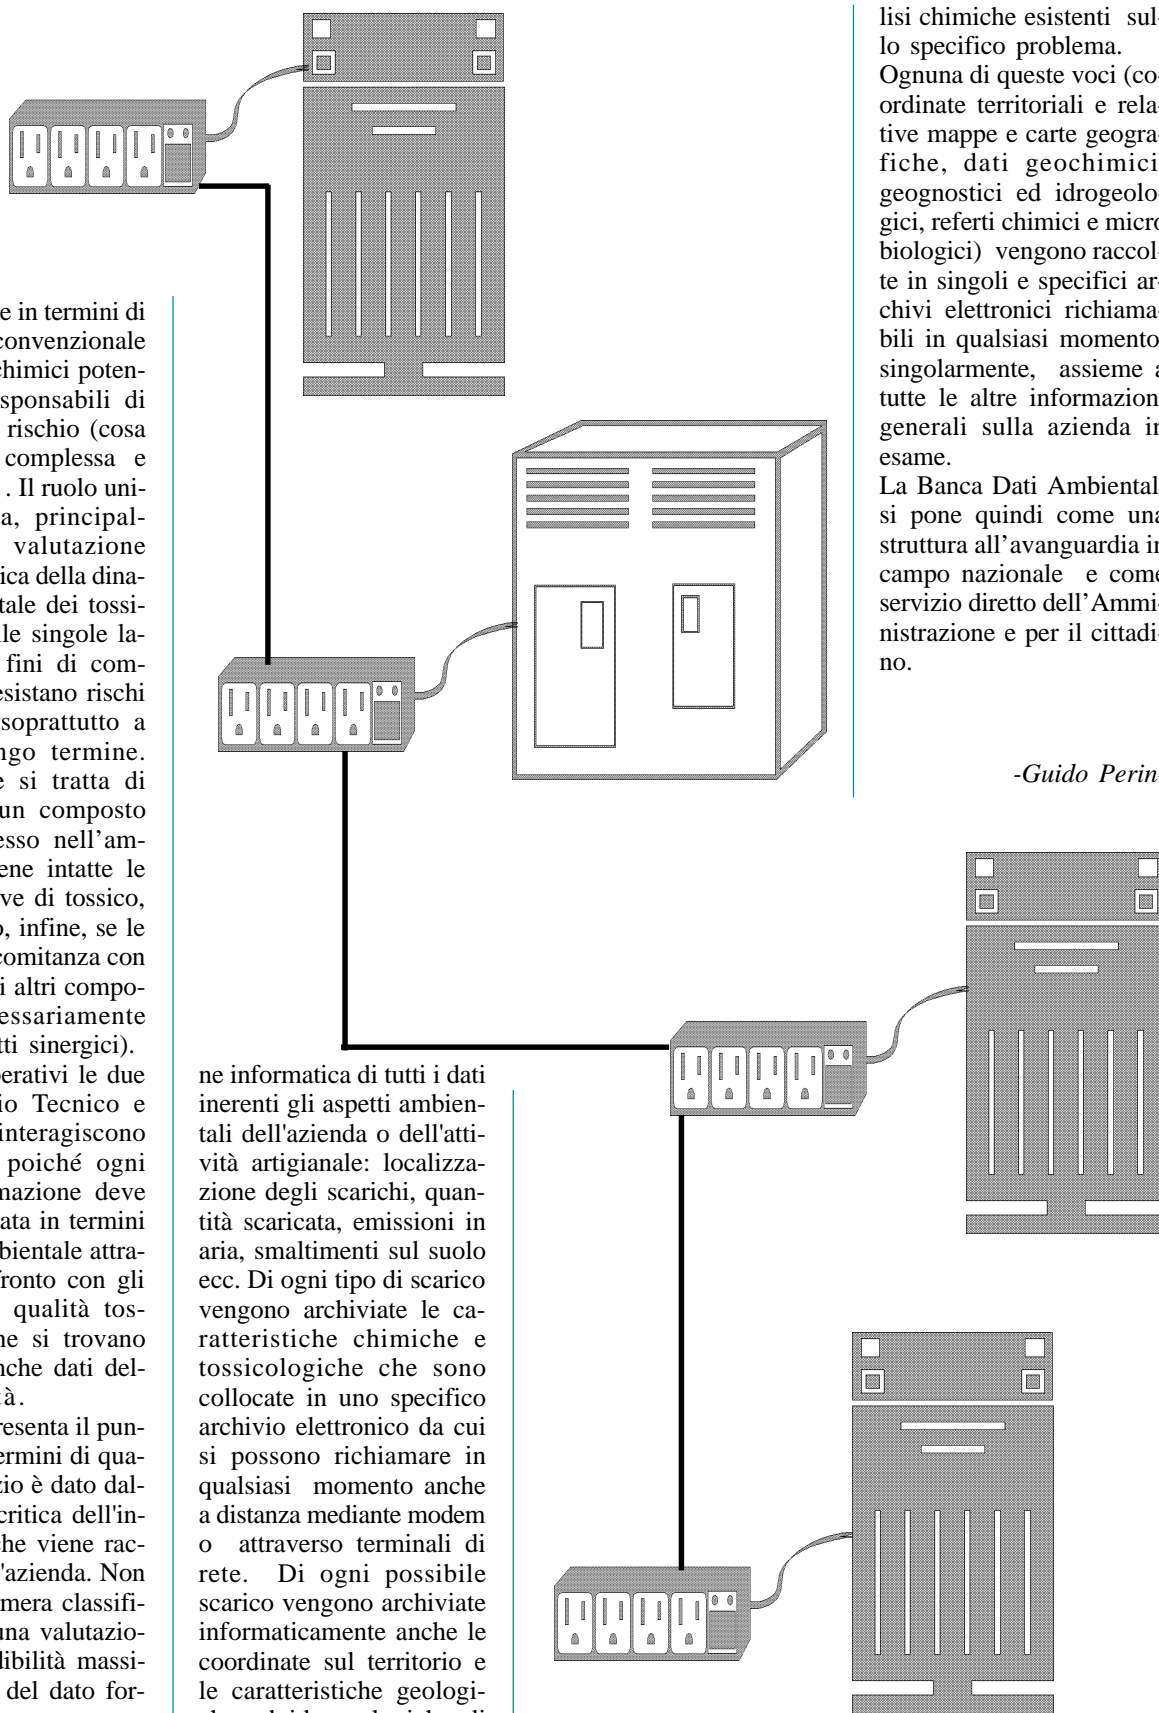 e in termini di
convenzionale
chimici poten-
sponsabili di
rischio (cosa
complessa e
. Il ruolo uni-
a, principal-
valutazione
ica della dina-
tale dei tossi-
lle singole la-
fini di com-
esistano rischi
soprattutto a
ngo termine.
e si tratta di
un composto
esso nell'am-
ene intatte le
ve di tossico,
o, infine, se le
comitanza con
i altri compo-
essariamente
tti sinergici).
perativi le due
io Tecnico e
interagiscono
poiché ogni
mazione deve
ata in termini
bientale attra-
fronto con gli
qualità tos-
he si trovano
nche dati del-
tà.
resenta il pun-
ermini di qua-
zio è dato dal-
critica dell'in-
che viene rac-
l'azienda. Non
mera classifi-
una valutazio-
dibilità massi-
del dato for-
ne informatica di tutti i dati
inerenti gli aspetti ambien-
tali dell'azienda o dell'atti-
vità artigianale: localizza-
zione degli scarichi, quan-
tità scaricata, emissioni in
aria, smaltimenti sul suolo
ecc. Di ogni tipo di scarico
vengono archiviate le ca-
ratteristiche chimiche e
tossicologiche che sono
collocate in uno specifico
archivio elettronico da cui
si possono richiamare in
qualsiasi momento anche
a distanza mediante modem
o attraverso terminali di
rete. Di ogni possibile
scarico vengono archiviate
informaticamente anche le
coordinate sul territorio e
le caratteristiche geologi-
lisi chimiche esistenti sul-
lo specifico problema.
Ognuna di queste voci (co-
ordinate territoriali e rela-
tive mappe e carte geogra-
fiche, dati geochimici
geognostici ed idrogeolo-
gici, referti chimici e micro
biologici) vengono raccol-
te in singoli e specifici ar-
chivi elettronici richiama-
bili in qualsiasi momento
singolarmente, assieme a
tutte le altre informazion
generali sulla azienda in
esame.
La Banca Dati Ambiental
si pone quindi come una
struttura all'avanguardia in
campo nazionale e come
servizio diretto dell'Ammi-
nistrazione e per il cittadi-
no.
-Guido Perin-